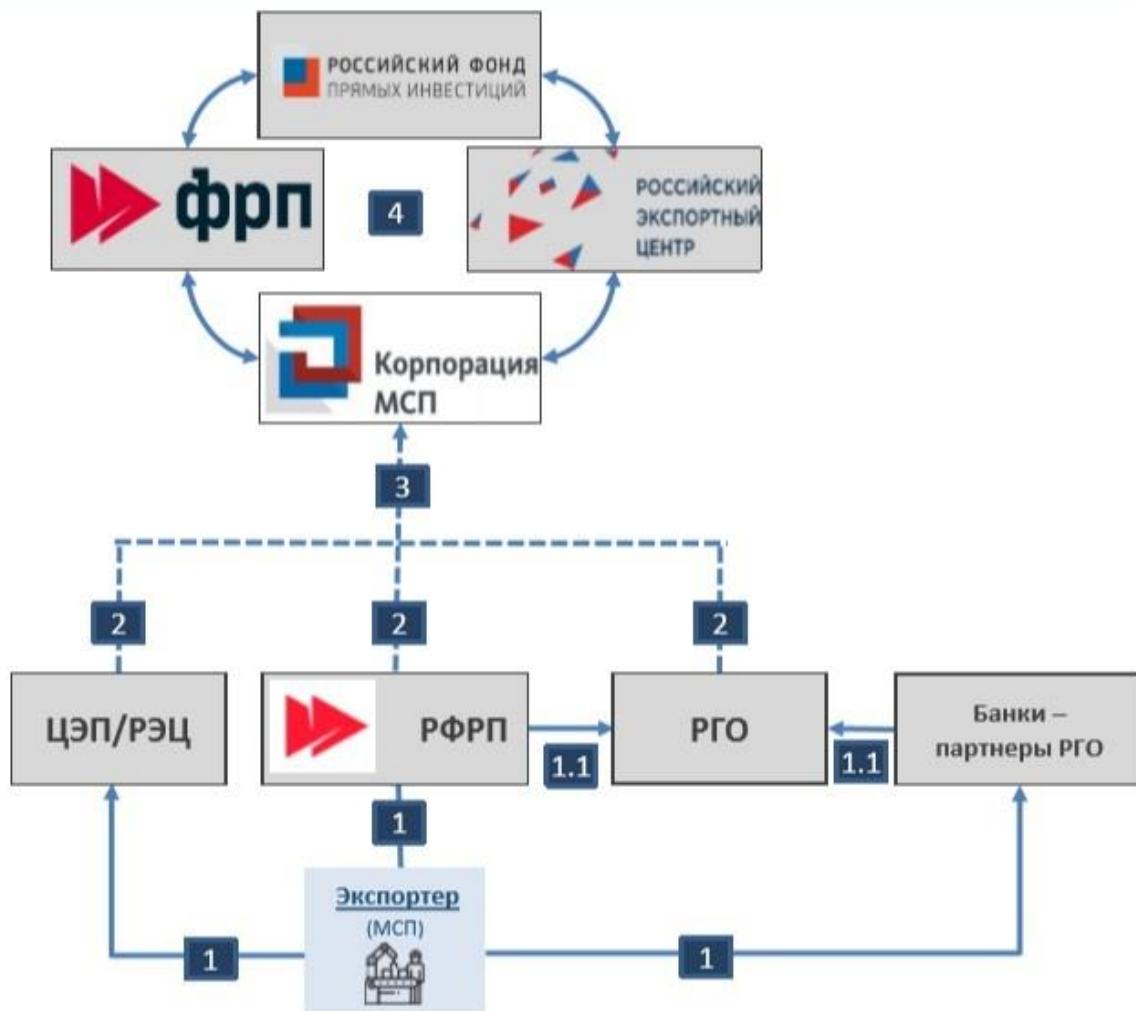 РОССИЙСКИЙ ФОНД
ПРЯМЫХ ИНВЕСТИЦИЙ
фрп
4
РОССИЙСКИЙ
ЭКСПОРТНЫЙ
ЦЕНТР
Корпорация
МСП
3
2
2
2
ЦЭП/РЭЦ
РФРП
РГО
Банки –
партнеры РГО
1.1
1.1
1
Экспортер
(МСП)
1
1